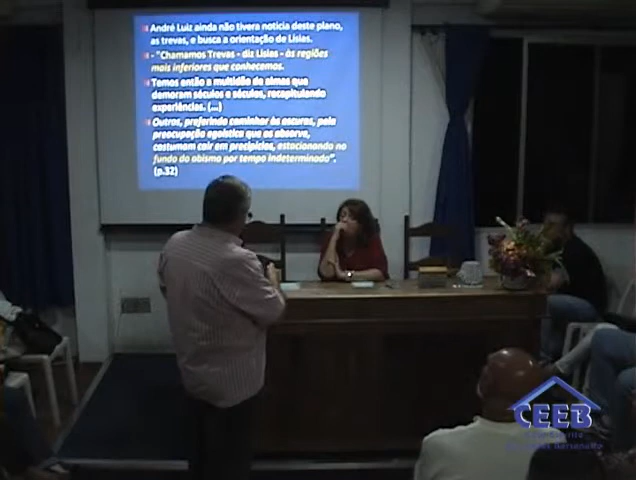 André Luiz ainda não tivera noticia deste plano,
as trevas, e busca a orientação de Lísias.
- "Chamamos Trevas - diz Lísias - às regiões
mais inferiores que conhecemos.
Temos então a multidão de almas que
demoram séculos e séculos, recapitulando
experiências. (...)
Outros, preferindo caminhar às escuras, pela
preocupação egoística que os absorve,
costumam cair em precipícios, estacionando no
fundo do abismo por tempo indeterminado".
(p.32)
CEEB